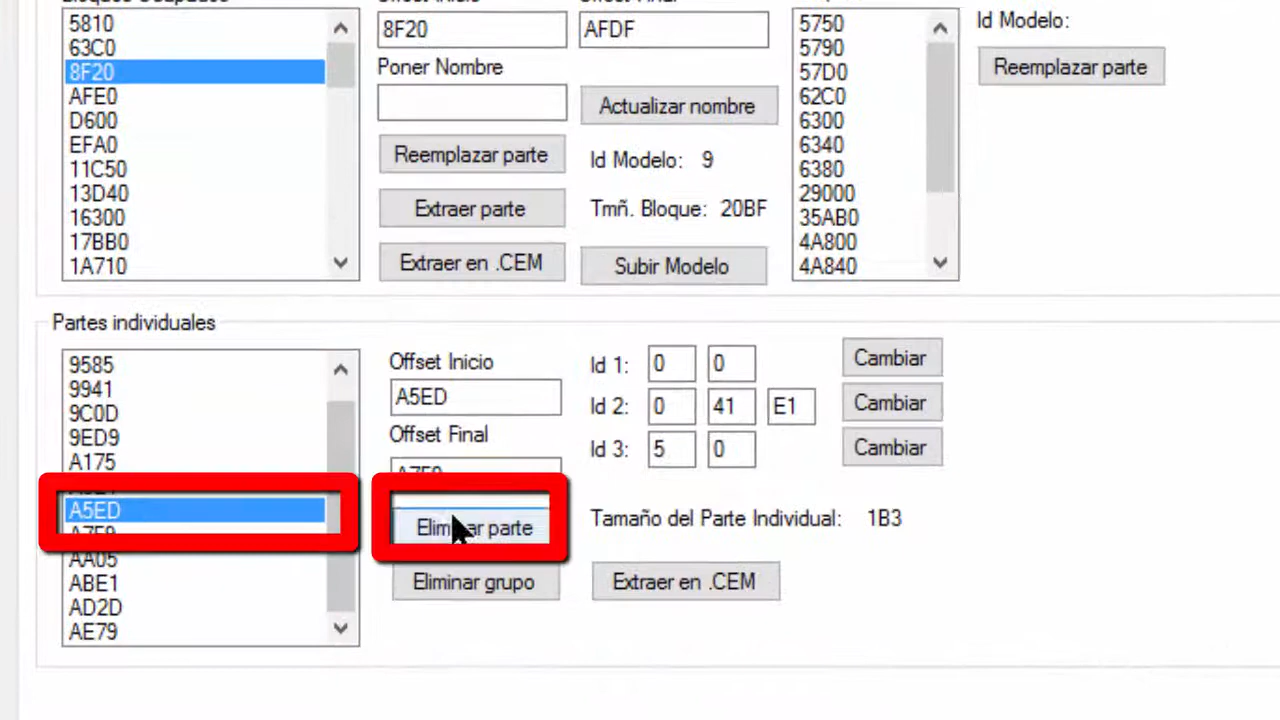 5810
63C0
8F20
AFE0
D600
EFA0
11C50
13D40
16300
17BB0
1A710
8F20
AFDF
Poner Nombre
Actualizar nombre
Reemplazar parte
Id Modelo: 9
Extraer parte
Tmñ. Bloque: 20BF
Extraer en .CEM
Subir Modelo
5750
5790
57D0
62C0
6300
6340
6380
29000
35AB0
4A800
4A840
Id Modelo:
Reemplazar parte
Partes individuales
9585
9941
9C0D
9ED9
A175
A5ED
AA05
ABE1
AD2D
AE79
Offset Inicio
A5ED
Offset Final
Eliminar parte
Eliminar grupo
Id 1: 0 0 Cambiar
Id 2: 0 41 E1 Cambiar
Id 3: 5 0 Cambiar
Tamaño del Parte Individual: 1B3
Extraer en .CEM